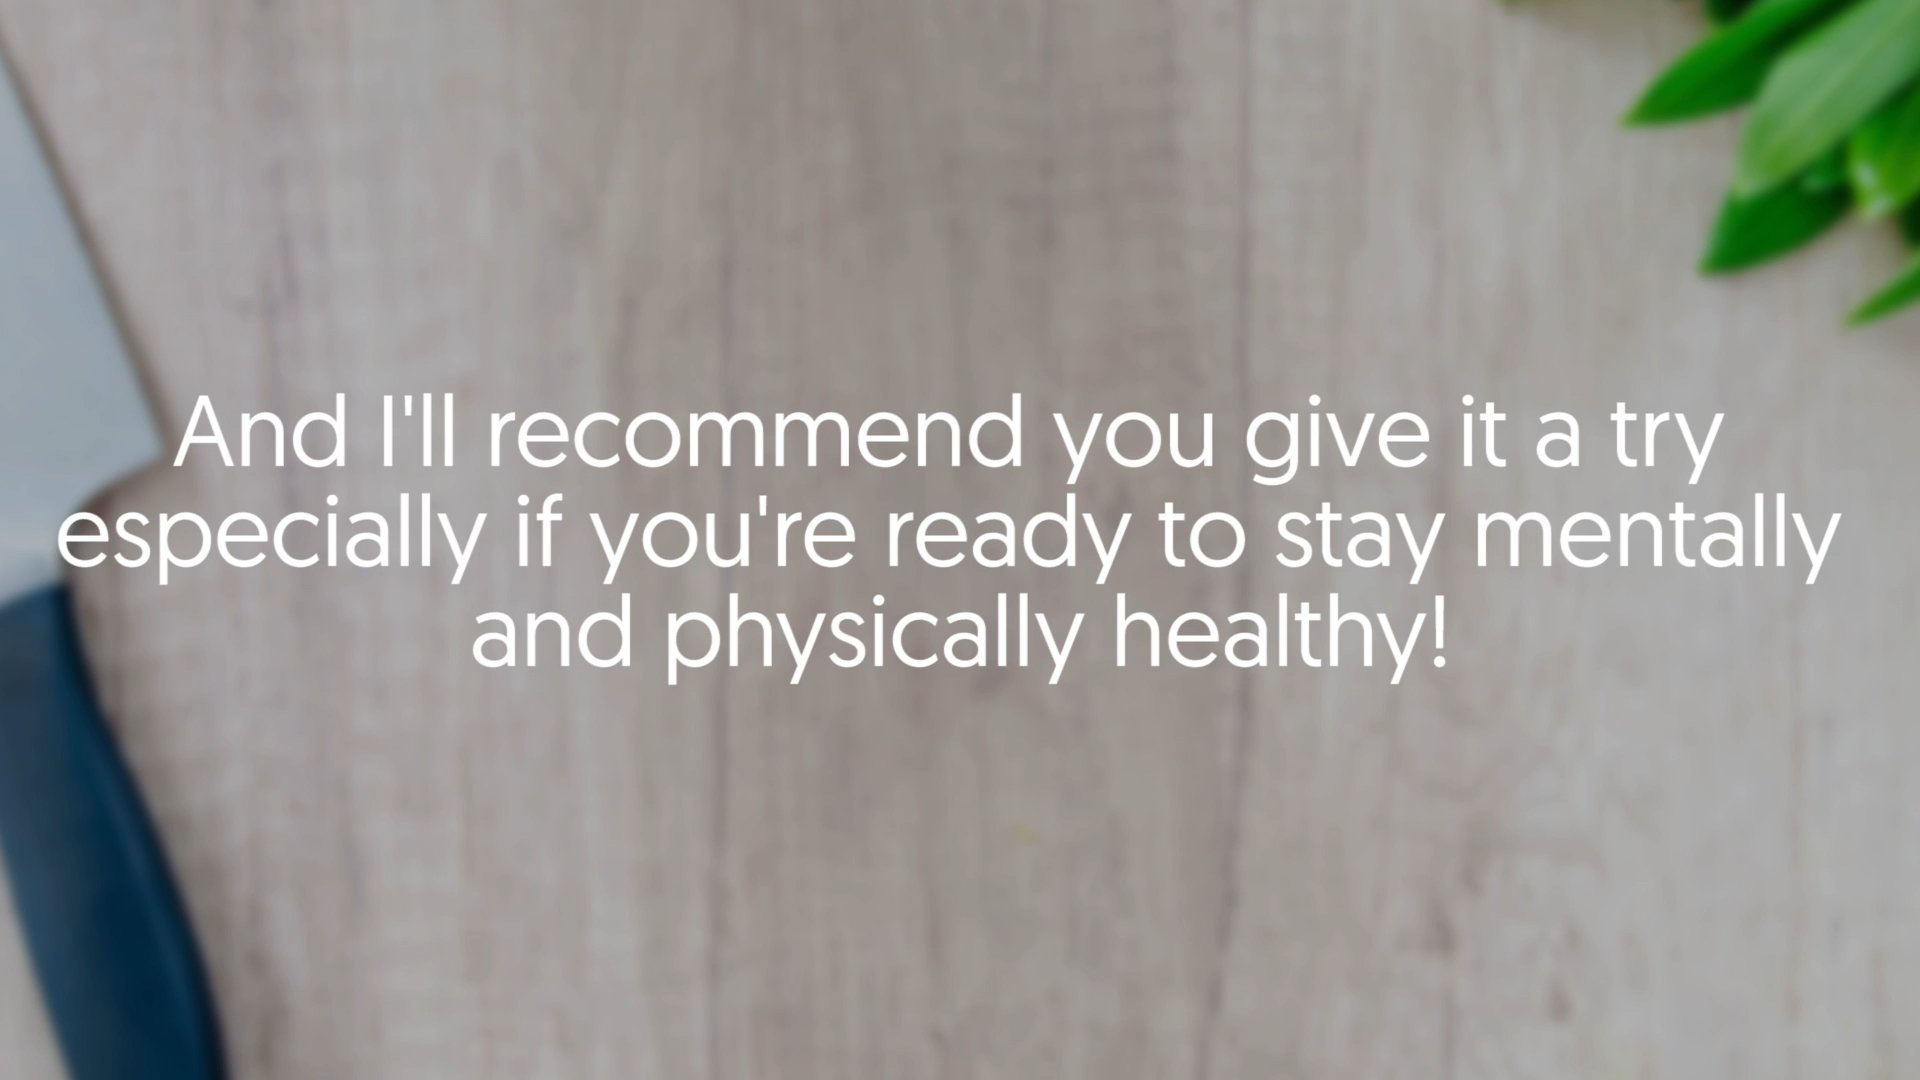 And I'll recommend you give it a try
especially if you're ready to stay mentally
and physically healthy!